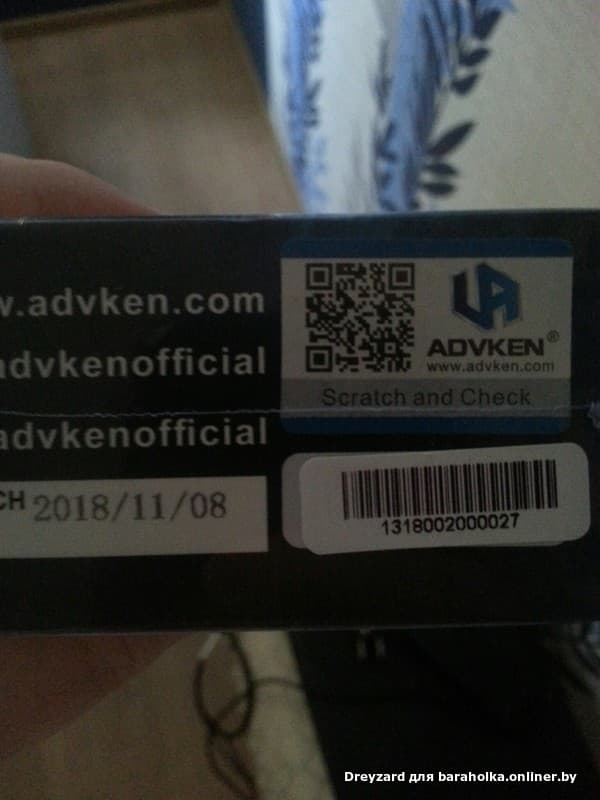 w.advken.com
advkenofficial
advkenofficial
CH 2018/11/08
ADVKEN®
www.advken.com
Scratch and Check
1318002000027
Dreyzard для baraholka.onliner.by